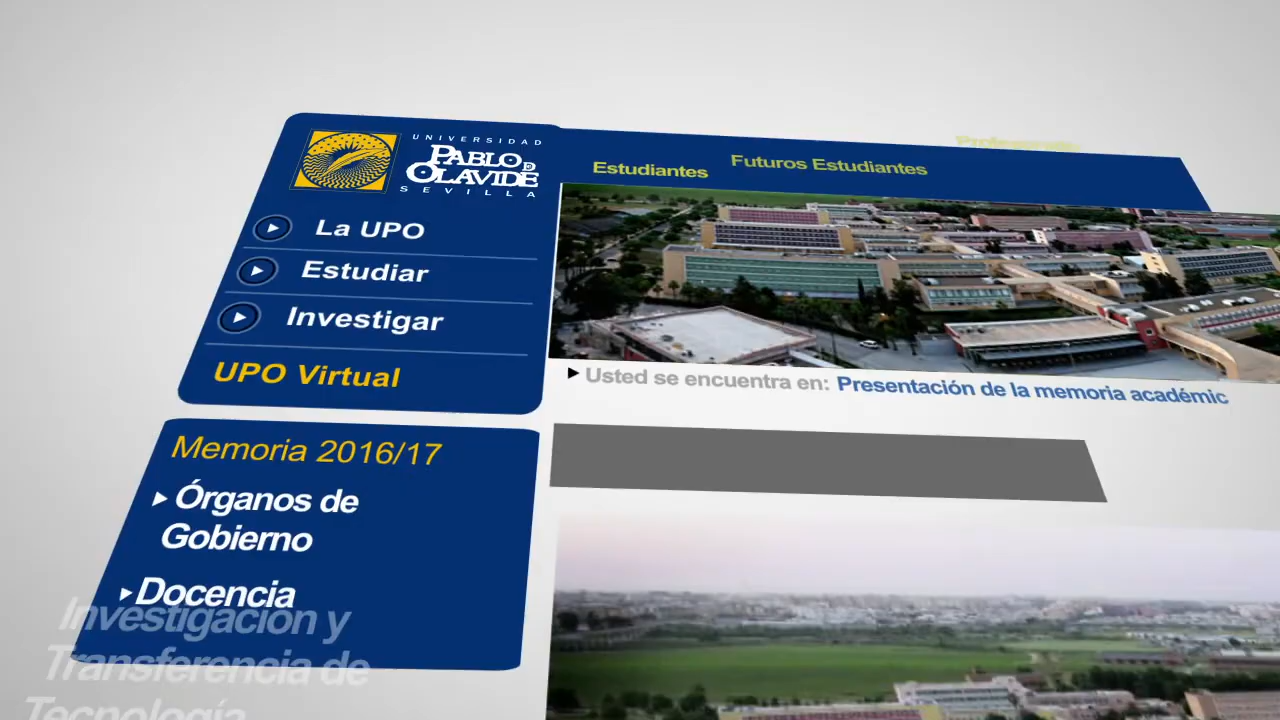 UNIVERSIDAD
PABLO DE
OLAVIDE
SEVILLA
Estudiantes
Futuros Estudiantes
La UPO
Estudiar
Investigar
UPO Virtual
Usted se encuentra en: Presentación de la memoria académic
Memoria 2016/17
Órganos de
Gobierno
Docencia
Investigación y
Transferencia de
Tecnología